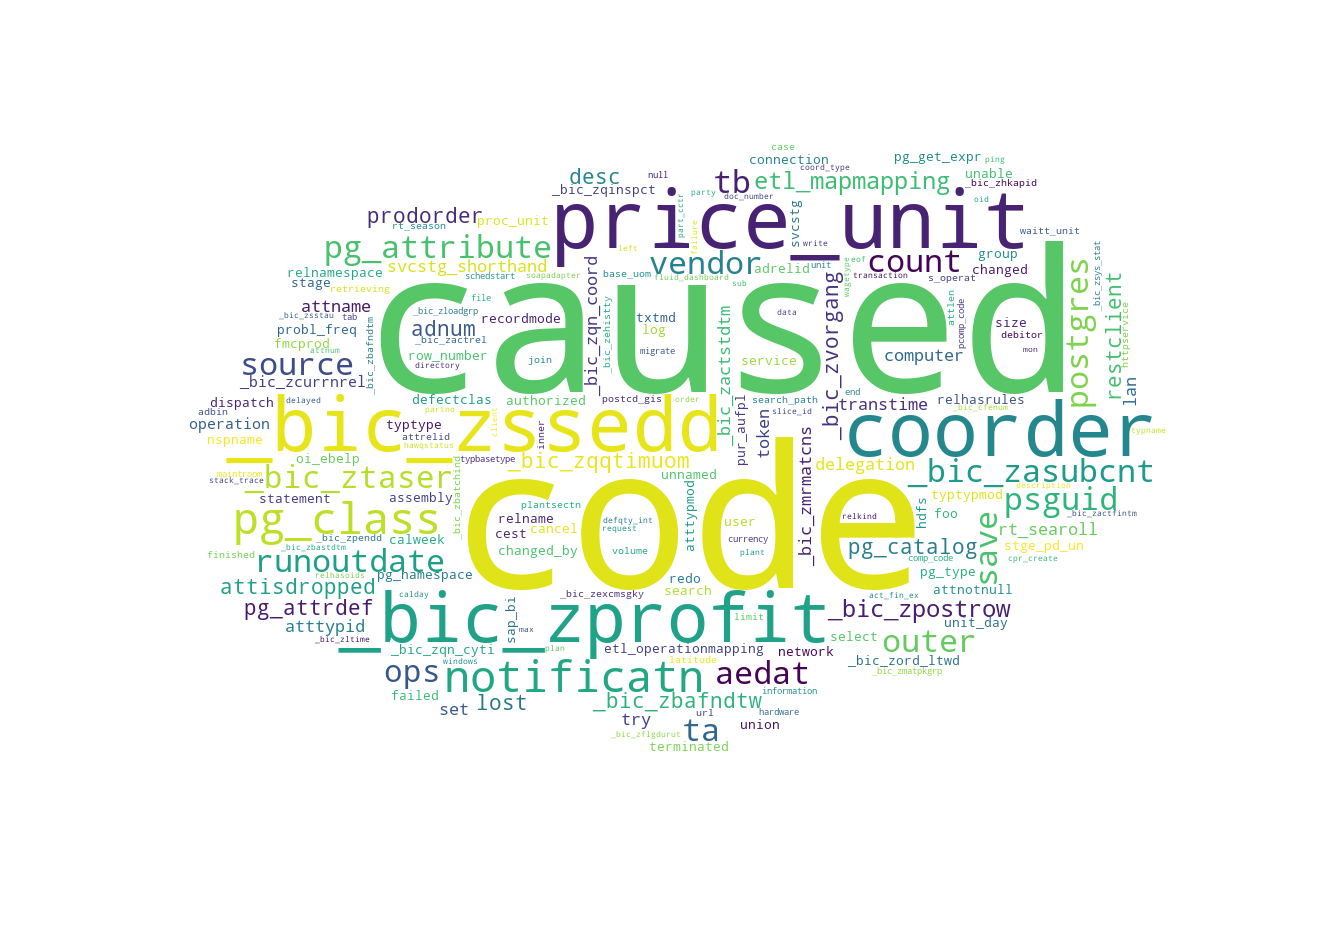 case
connection
coord_type
pg_get_expr
ping
desc
null
tb
etl_mapmapping
unable
_bic_zqinspct
party
doc_number
_bic_zhkapid
oid
prodorder
proc_unit
price_unit
part_cctr
svcstg
rt_season
failure
write
waitt_unit
pg_attribute
left
vendor
eof
count
group
_bic_zsys_stat
relnamespace
svcstg_shorthand
schedstart
soapadapter
base_uom
fluid_dashboard
adrelid
unit
transaction
s_operat
changed
postgres
restclient
httpservice
stage
retrieving
sub
wagetype
attname
file
caused
_bic_zqn_coord
_bic_zehistty
_bic_zactstdtm
_bic_zvorgang
attlen
pcomp_code
_bic_zsstau
tab
_bic_zloadgrp
recordmode
txtmd
data
size
probl_freq
adnum
log
debitor
fmcprod
attnum
_bic_zbafndtm
_bic_zactrel
row_number
join
migrate
service
computer
mon
source
directory
lan
_bic_zcurrnrel
defectclas
authorized
postcd_gis
order
search_path
end
relhasrules
dispatch
delayed
partno
client
pur_aufpl
slice_id
transtime
_bic_cfenum
adbin
operation
_bic_zssedd
typtype
inner
token
_bic_zmrmatcns
coorder
typname
nspname
attrelid
hawqstatus
oi_ebelp
typbasetype
_bic_zqqtimuom
delegation
_bic_zasubcnt
maintroom
stack_trace
_bic_ztaser
_bic_zbatchind
unnamed
description
statement
assembly
plantsectn
atttypmod
code
hdfs
typtypmod
psguid
pg_class
relname
defqty_int
request
user
relkind
foo
_bic_zactfintm
cest
cancel
currency
rt_searoll
_bic_zpendd
calweek
_bic_zbastdtm
finished
changed_by
volume
plant
pg_catalog
save
stge_pd_un
runoutdate
comp_code
cpr_create
relhasoids
pg_namespace
redo
pg_type
attisdropped
search
attnotnull
calday
_bic_zexcmsgky
act_fin_ex
pg_attrdef
sap_bi
_bic_zprofit
limit
_bic_zpostrow
atttypid
max
unit_day
_bic_zltime
select
outer
_bic_zqn_cyti
plan
etl_operationmapping
network
windows
latitude
_bic_zord_ltwd
ops
notificatn
aedat
_bic_zmatpkgrp
failed
information
set
lost
_bic_zbafndtw
try
url
hardware
ta
union
_bic_zflgdurut
terminated